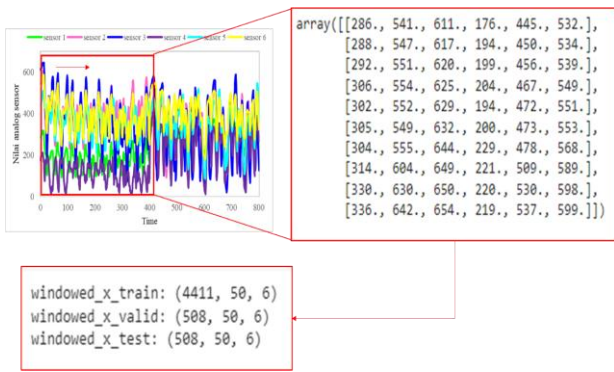 sensor 1 sensor 2 sensor 3 sensor 4 sensor 5 sensor 6
600
400
200
0
Nilai analog sensor
0 100 200 300 400 500 600 700 800
Time
array([[286., 541., 611., 176., 445., 532.],
[288., 547., 617., 194., 450., 534.],
[292., 551., 620., 199., 456., 539.],
[306., 554., 625., 204., 467., 549.],
[302., 552., 629., 194., 472., 551.],
[305., 549., 632., 200., 473., 553.],
[304., 555., 644., 229., 478., 568.],
[314., 604., 649., 221., 509., 589.],
[330., 630., 650., 220., 530., 598.],
[336., 642., 654., 219., 537., 599.]])
windowed_x_train: (4411, 50, 6)
windowed_x_valid: (508, 50, 6)
windowed_x_test: (508, 50, 6)